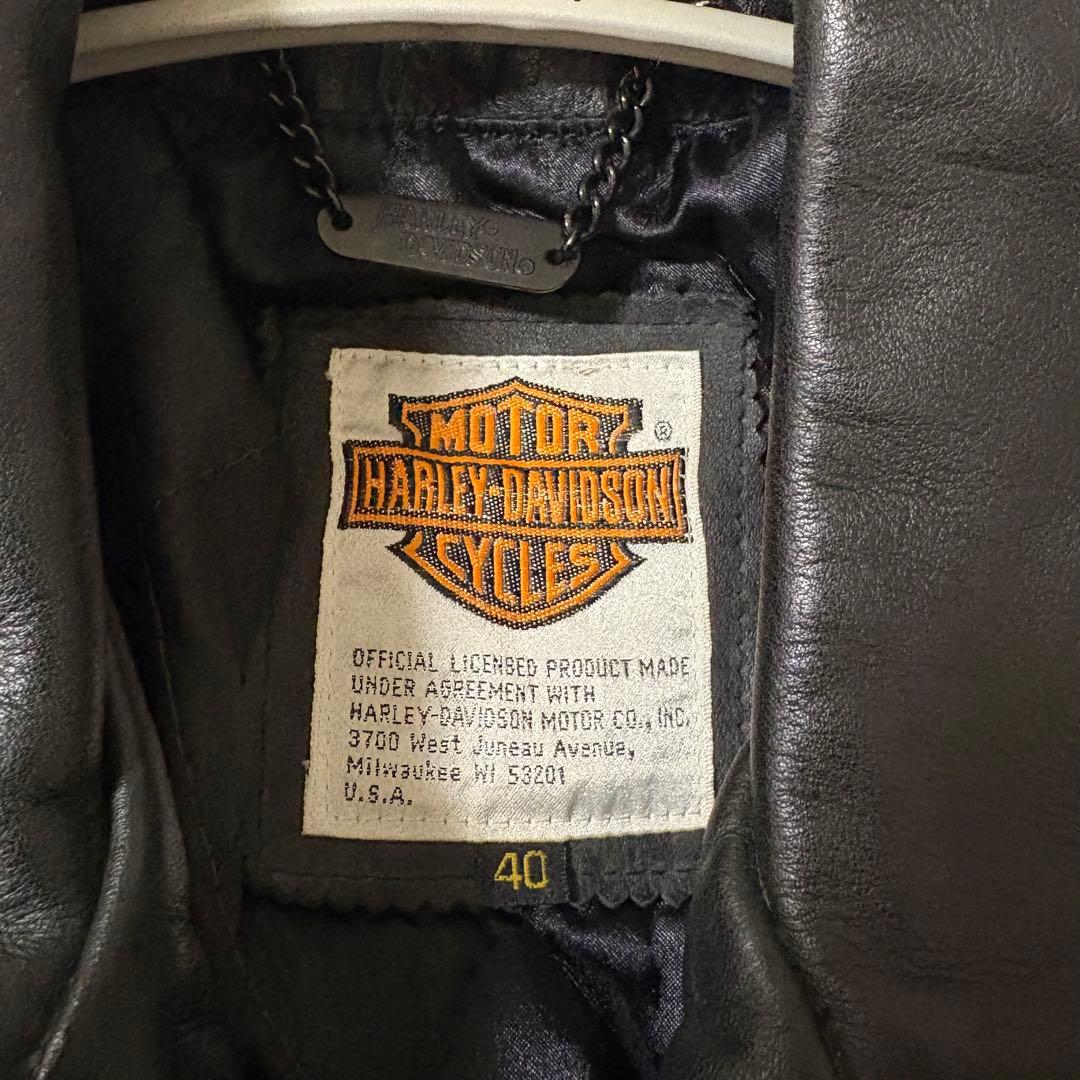 HARLEY
DAVIDSON®
MOTOR
®
HARLEY-DAVIDSON
CYCLES
OFFICIAL LICENSED PRODUCT MADE
UNDER AGREEMENT WITH
HARLEY-DAVIDSON MOTOR CO., INC.
3700 West Juneau Avenue,
Milwaukee WI 53201
U.S.A.
40